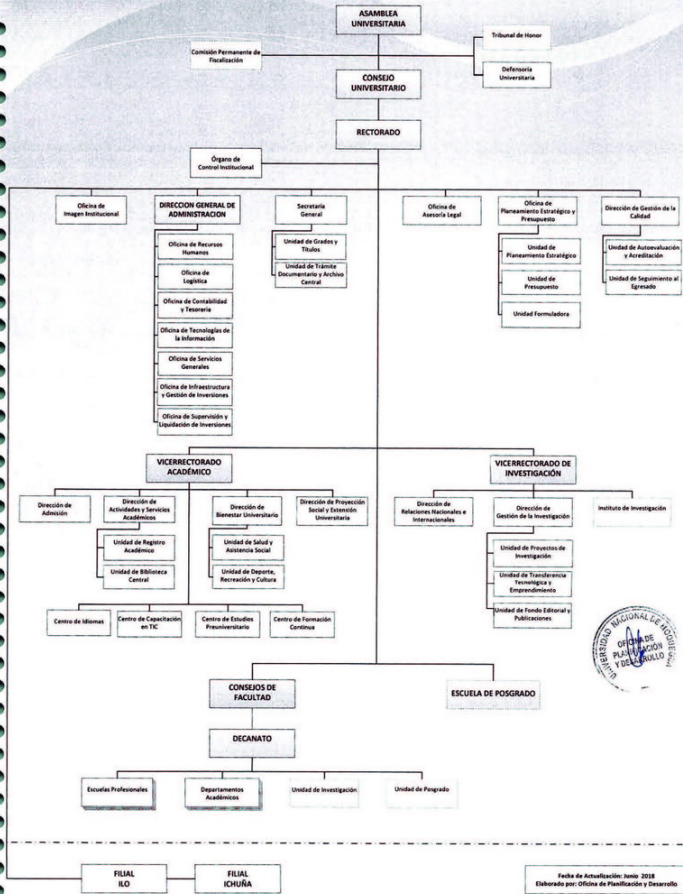 ASAMBLEA
UNIVERSITARIA
Tribunal de Honor
Comisión Permanente de
Fiscalización
Defensoría
Universitaria
CONSEJO
UNIVERSITARIO
RECTORADO
Órgano de
Control Institucional
Oficina de
Imagen Institucional
DIRECCION GENERAL DE
ADMINISTRACION
Secretaría
General
Oficina de
Asesoría Legal
Oficina de
Planeamiento Estratégico y
Presupuesto
Dirección de Gestión de la
Calidad
Oficina de Recursos
Humanos
Oficina de
Logística
Oficina de Contabilidad
y Tesorería
Oficina de Tecnologías de
la Información
Oficina de Servicios
Generales
Oficina de Infraestructura
y Gestión de Inversiones
Oficina de Supervisión y
Liquidación de Inversiones
Unidad de Grados y
Títulos
Unidad de Trámite
Documentario y Archivo
Central
Unidad de
Planeamiento Estratégico
Unidad de
Presupuesto
Unidad Formuladora
Unidad de Autoevaluación
y Acreditación
Unidad de Seguimiento al
Egresado
VICERRECTORADO
ACADÉMICO
VICERRECTORADO DE
INVESTIGACIÓN
Dirección de
Admisión
Dirección de
Actividades y Servicios
Académicos
Dirección de
Bienestar Universitario
Dirección de Proyección
Social y Extensión
Universitaria
Unidad de Registro
Académico
Unidad de Biblioteca
Central
Unidad de Salud y
Asistencia Social
Unidad de Deporte,
Recreación y Cultura
Centro de Idiomas
Centro de Capacitación
en TIC
Centro de Estudios
Preuniversitario
Centro de Formación
Continua
Dirección de
Relaciones Nacionales e
Internacionales
Dirección de
Gestión de la Investigación
Instituto de Investigación
Unidad de Proyectos de
Investigación
Unidad de Transferencia
Tecnológica y
Emprendimiento
Unidad de Fondo Editorial y
Publicaciones
UNIVERSIDAD NACIONAL DE MOQUEGUA
OFICINA DE
PLANIFICACIÓN
Y DESARROLLO
CONSEJOS DE
FACULTAD
ESCUELA DE POSGRADO
DECANATO
Escuelas Profesionales
Departamentos
Académicos
Unidad de Investigación
Unidad de Posgrado
FILIAL
ILO
FILIAL
ICHUÑA
Fecha de Actualización: Junio 2018
Elaborado por: Oficina de Planificación y Desarrollo